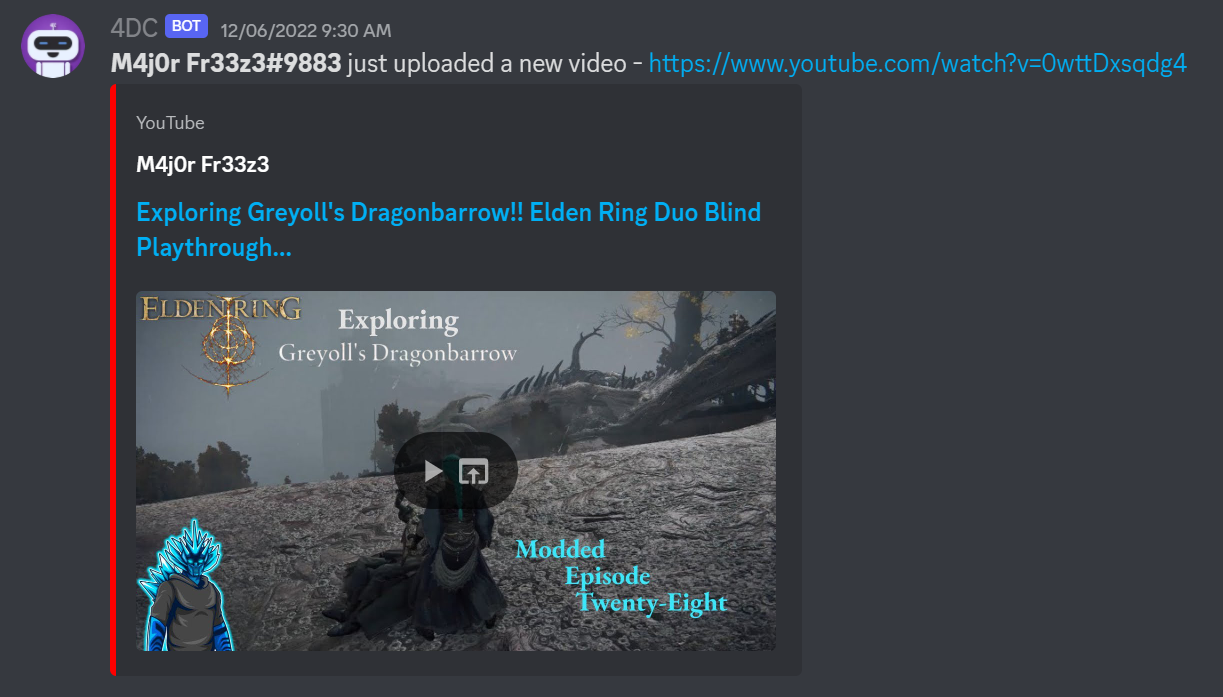 4DC BOT 12/06/2022 9:30 AM
M4j0r Fr33z3#9883 just uploaded a new video - https://www.youtube.com/watch?v=0wttDxsqdg4
YouTube
M4j0r Fr33z3
Exploring Greyoll's Dragonbarrow!! Elden Ring Duo Blind
Playthrough...
ELDEN RING
Exploring
Greyoll's Dragonbarrow
Modded
Episode
Twenty-Eight